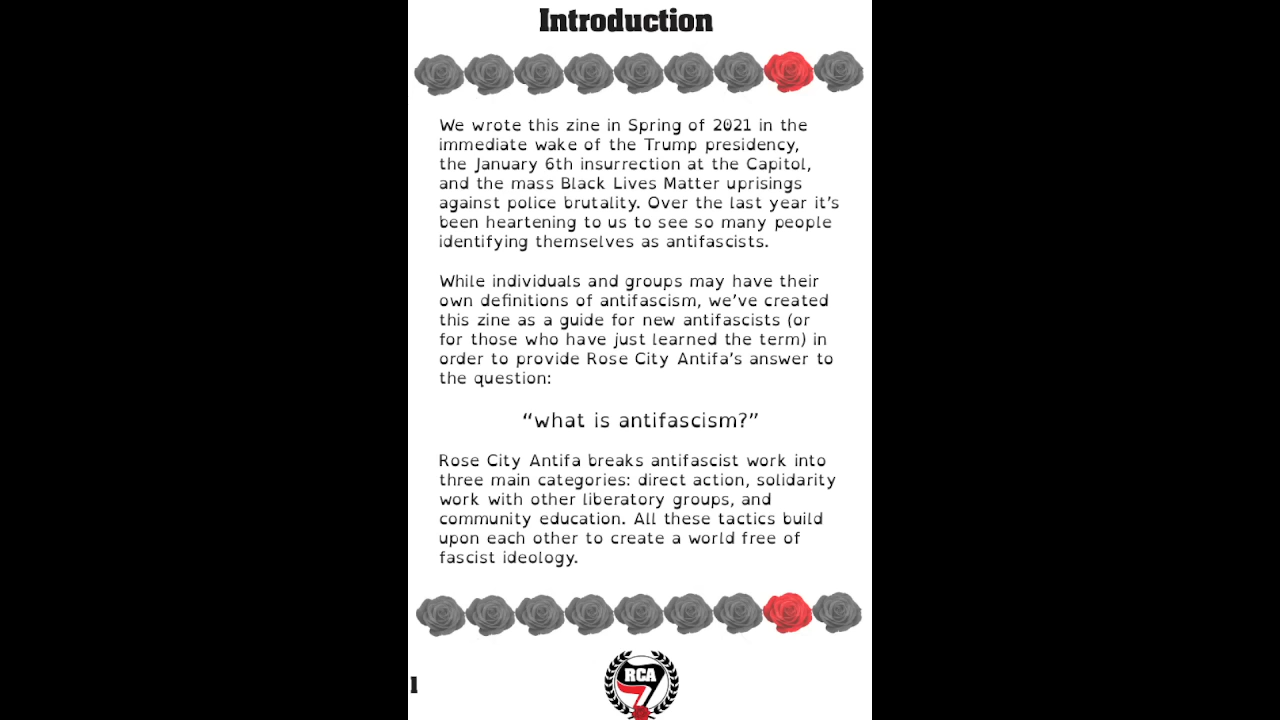 Introduction
We wrote this zine in Spring of 2021 in the
immediate wake of the Trump presidency,
the January 6th insurrection at the Capitol,
and the mass Black Lives Matter uprisings
against police brutality. Over the last year it’s
been heartening to us to see so many people
identifying themselves as antifascists.
While individuals and groups may have their
own definitions of antifascism, we’ve created
this zine as a guide for new antifascists (or
for those who have just learned the term) in
order to provide Rose City Antifa’s answer to
the question:
“what is antifascism?”
Rose City Antifa breaks antifascist work into
three main categories: direct action, solidarity
work with other liberatory groups, and
community education. All these tactics build
upon each other to create a world free of
fascist ideology.
RCA
1